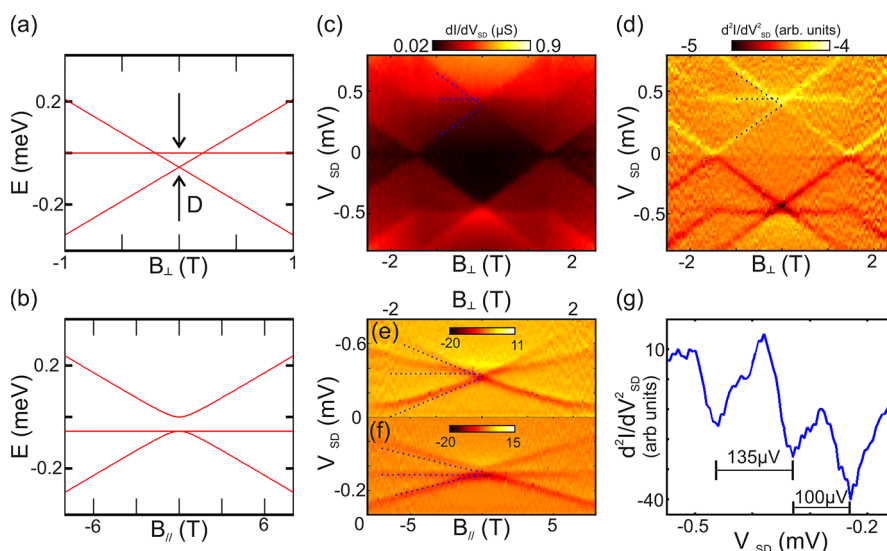 (a)
E (meV)
0.2
-0.2
D
-1
B⊥ (T)
1
(b)
E (meV)
0.2
-0.2
-6
B// (T)
6
(c)
dI/dV_SD (µS)
0.02
0.9
V_SD (mV)
0.5
0
-0.5
-2
B⊥ (T)
2
(d)
d²I/dV²_SD (arb. units)
-5
-4
V_SD (mV)
0.5
0
-0.5
-2
B⊥ (T)
2
B⊥ (T)
-2
2
(e)
-20
11
-0.6
0
V_SD (mV)
(f)
-20
15
-0.2
0
-5
B// (T)
5
8
(g)
d²I/dV²_SD
(arb units)
10
-40
135µV
100µV
-0.5
V_SD (mV)
-0.2